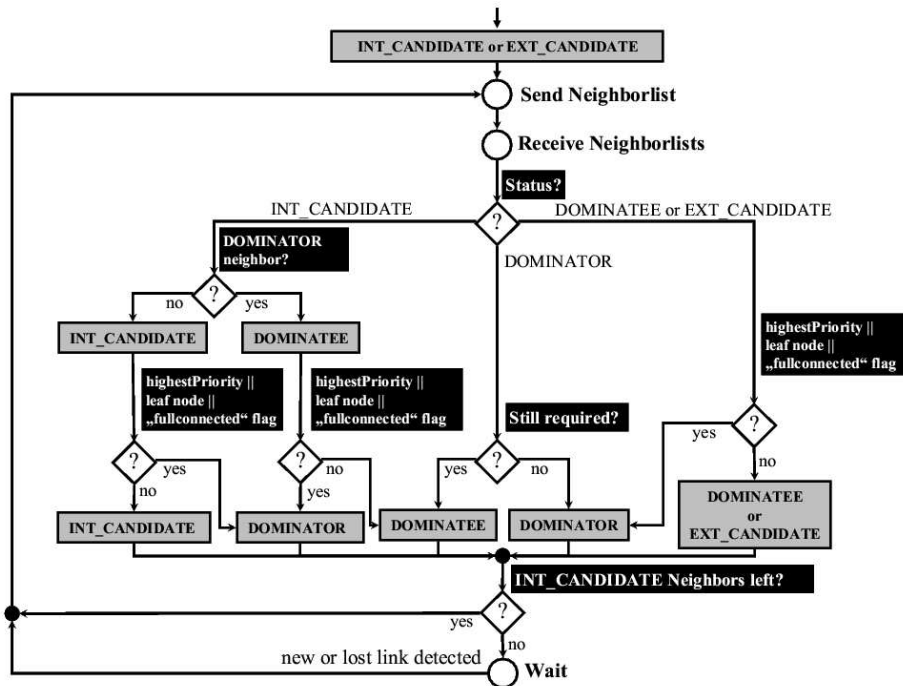 INT_CANDIDATE or EXT_CANDIDATE
Send Neighborlist
Receive Neighborlists
Status?
INT_CANDIDATE
?
DOMINATEE or EXT_CANDIDATE
DOMINATOR
neighbor?
DOMINATOR
?
no
yes
INT_CANDIDATE
DOMINATEE
highestPriority ||
leaf node ||
„fullconnected“ flag
highestPriority ||
leaf node ||
„fullconnected“ flag
highestPriority ||
leaf node ||
„fullconnected“ flag
Still required?
?
yes
no
?
no
yes
?
yes
no
?
yes
no
INT_CANDIDATE
DOMINATOR
DOMINATEE
DOMINATOR
DOMINATEE
or
EXT_CANDIDATE
INT_CANDIDATE Neighbors left?
?
yes
no
new or lost link detected
Wait